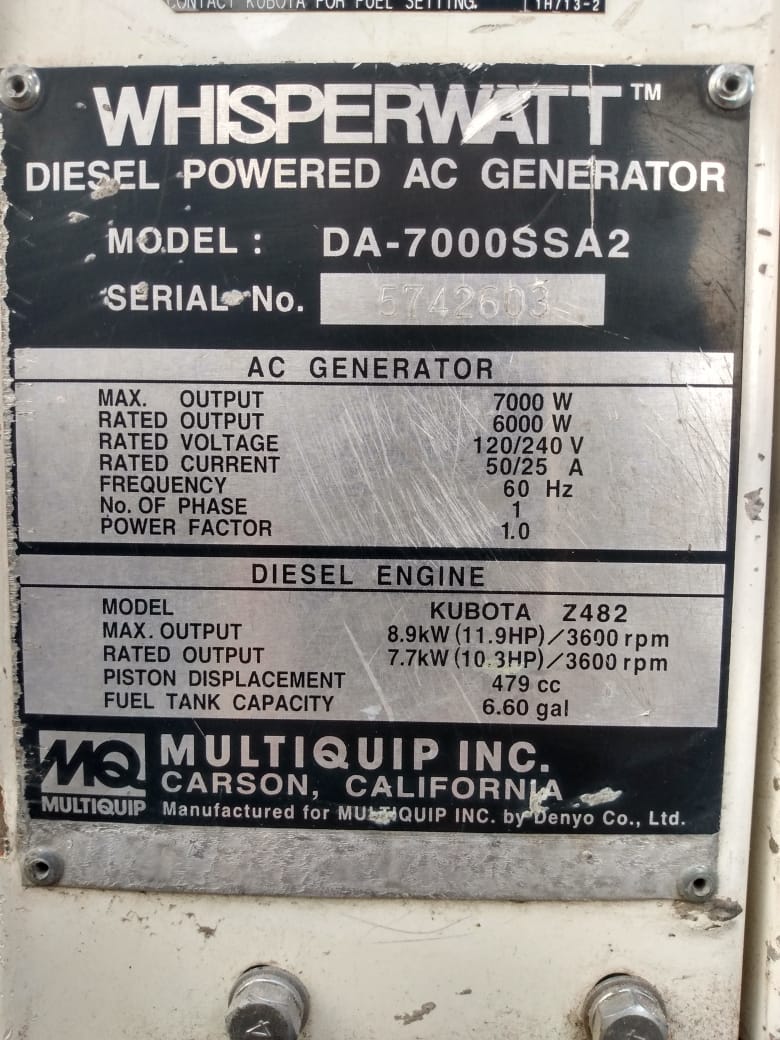 CONTACT KUBOTA FOR FUEL SETTING. 1H713-2
WHISPERWATT™
DIESEL POWERED AC GENERATOR
MODEL : DA-7000SSA2
SERIAL No. 5742603
AC GENERATOR
MAX. OUTPUT 7000 W
RATED OUTPUT 6000 W
RATED VOLTAGE 120/240 V
RATED CURRENT 50/25 A
FREQUENCY 60 Hz
No. OF PHASE 1
POWER FACTOR 1.0
DIESEL ENGINE
MODEL KUBOTA Z482
MAX. OUTPUT 8.9kW (11.9HP)/3600 rpm
RATED OUTPUT 7.7kW (10.3HP)/3600 rpm
PISTON DISPLACEMENT 479 cc
FUEL TANK CAPACITY 6.60 gal
MQ MULTIQUIP INC.
CARSON, CALIFORNIA
MULTIQUIP Manufactured for MULTIQUIP INC. by Denyo Co., Ltd.